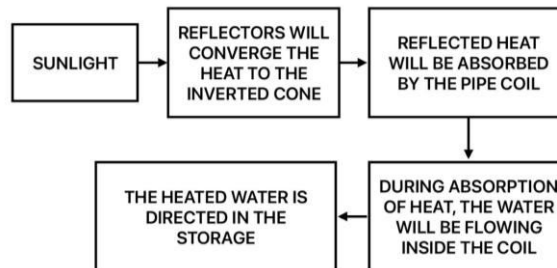 SUNLIGHT
REFLECTORS WILL
CONVERGE THE
HEAT TO THE
INVERTED CONE
REFLECTED HEAT
WILL BE ABSORBED
BY THE PIPE COIL
DURING ABSORPTION
OF HEAT, THE WATER
WILL BE FLOWING
INSIDE THE COIL
THE HEATED WATER IS
DIRECTED IN THE
STORAGE